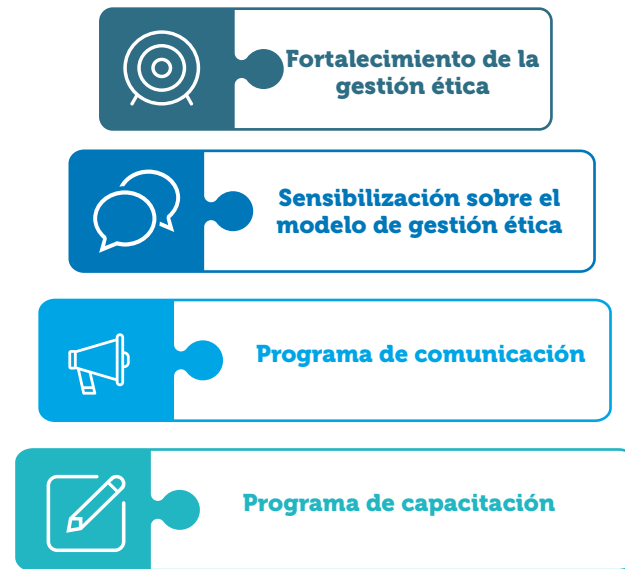 Fortalecimiento de la
gestión ética
Sensibilización sobre el
modelo de gestión ética
Programa de comunicación
Programa de capacitación